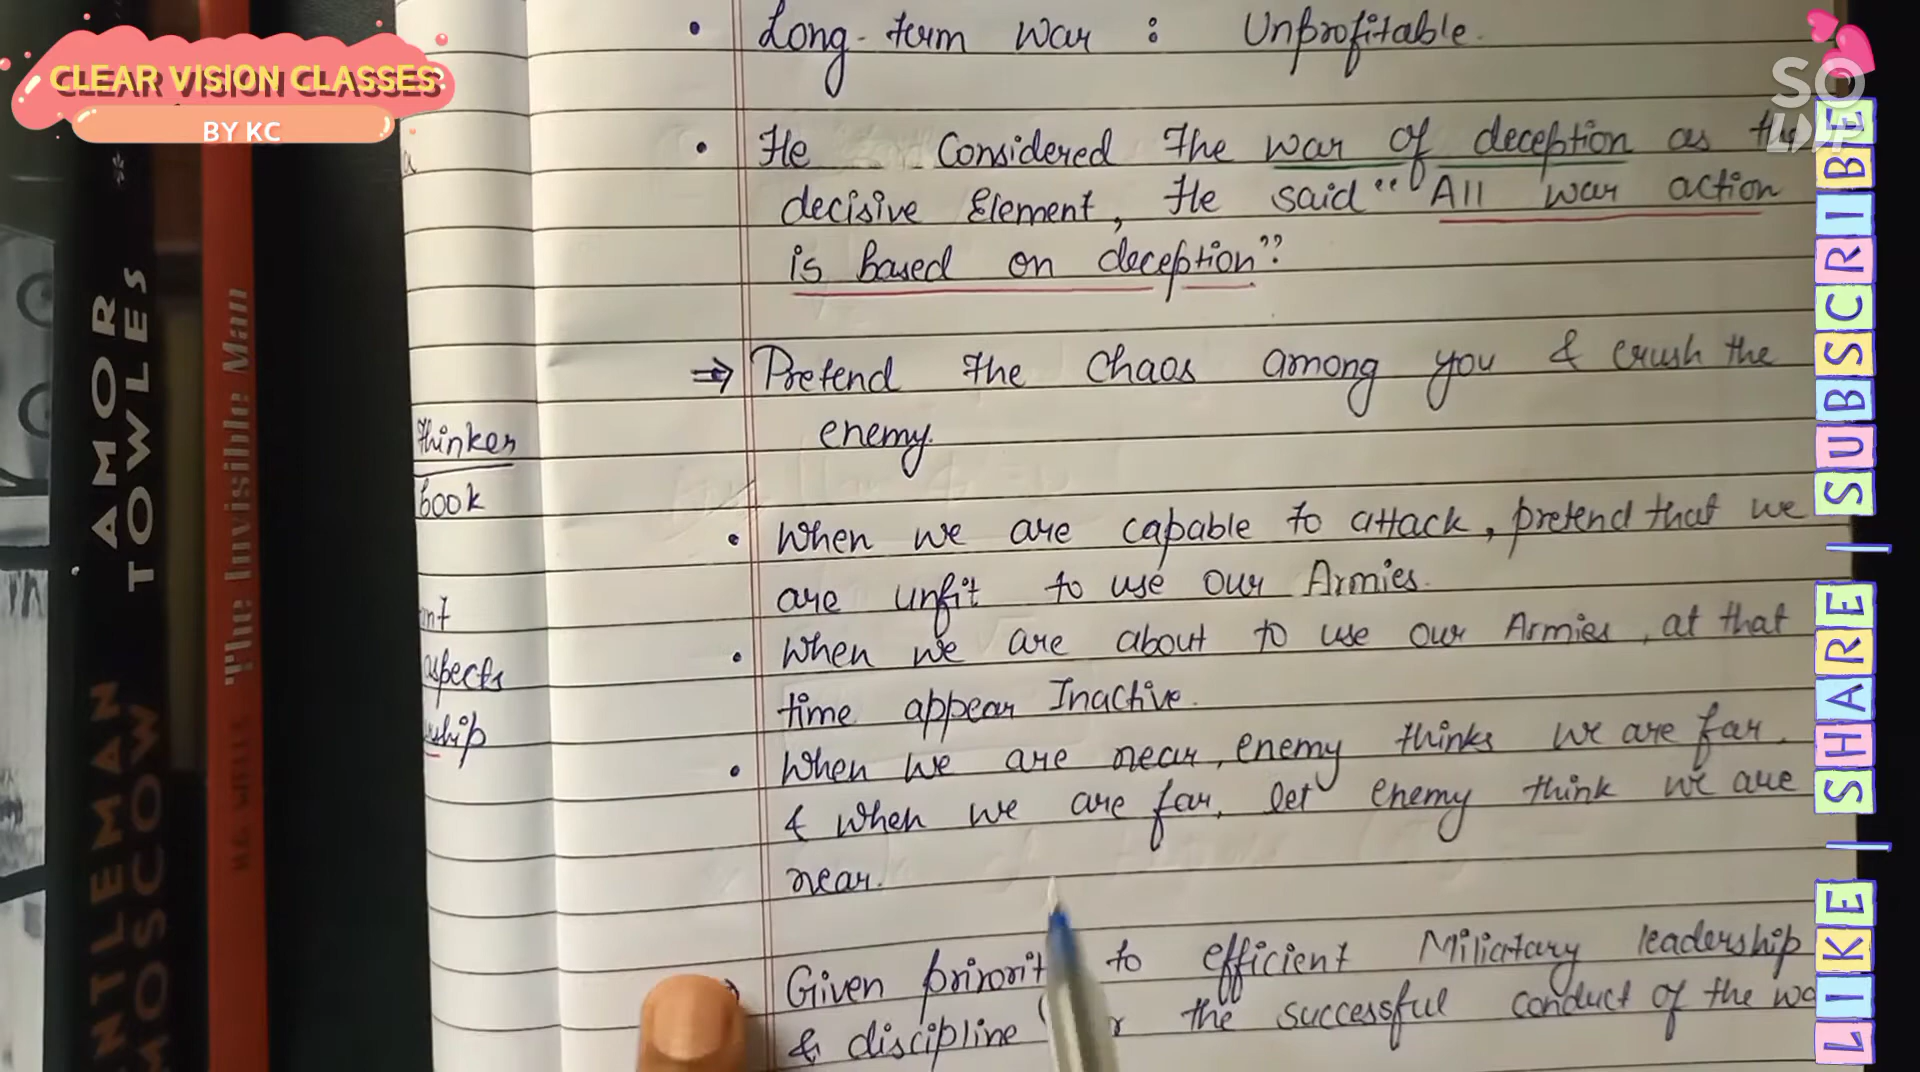 CLEAR VISION CLASSES
BY KC
SO
LIKE | SHARE | SUBSCRIBE
AMOR
TOWLES
The Invisible Man
H.G. WELLS
MOSCOW
thinker
book
aspects
• Long-term war : Unprofitable.
• He Considered the war of deception as the
decisive Element, He said "All war action
is based on deception"
⇒ Pretend the chaos among you & crush the
enemy.
• When we are capable to attack, pretend that we
are unfit to use our Armies.
• When we are about to use our Armies, at that
time appear Inactive.
• When we are near, enemy thinks we are far.
& when we are far, let enemy think we are
near.
Given to efficient Miliatary leadership
& discipline the successful conduct of the